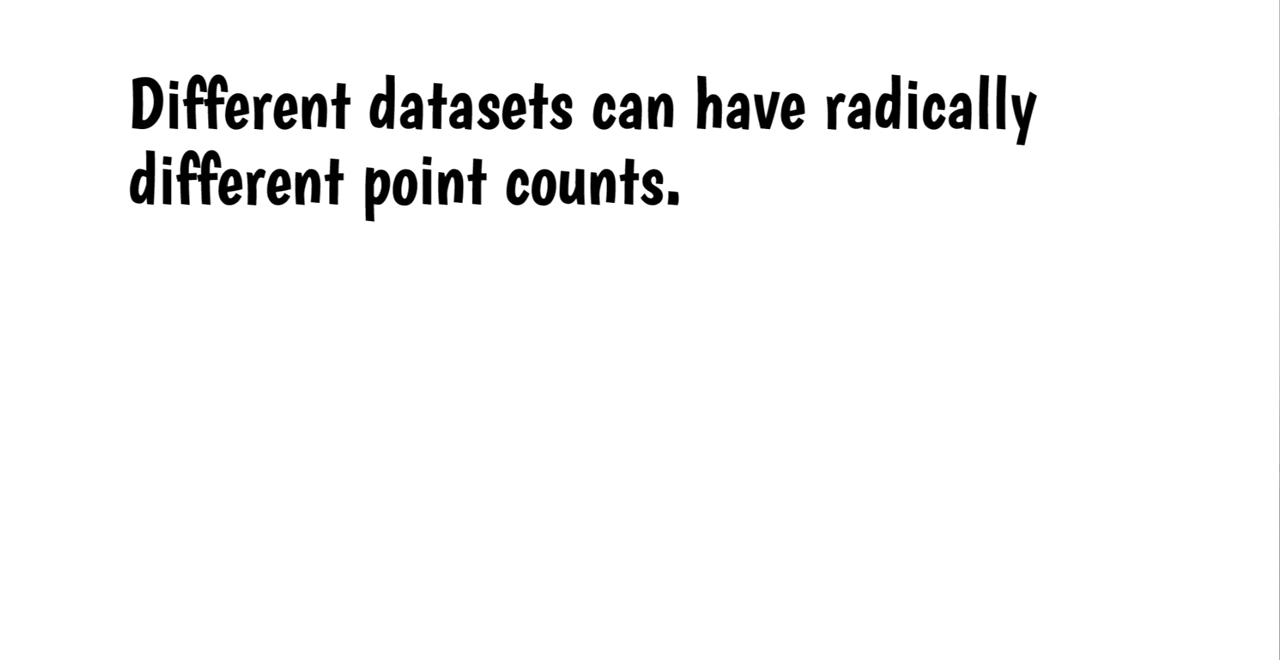 Different datasets can have radically
different point counts.